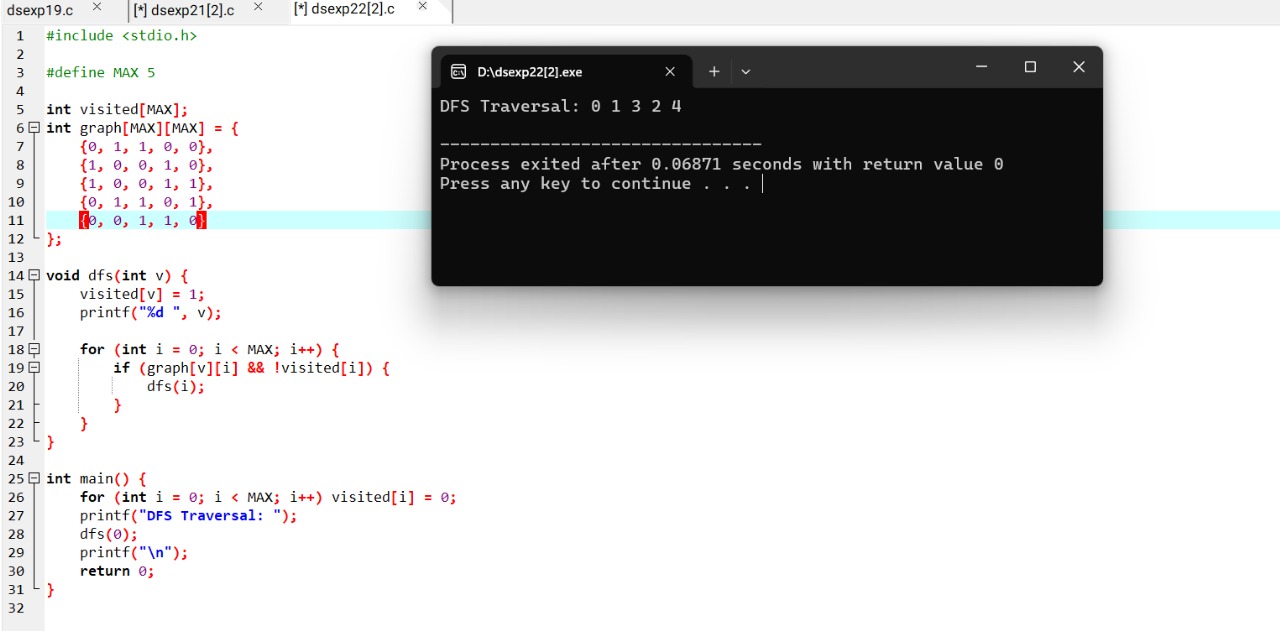 dsexp19.c × [*] dsexp21[2].c × [*] dsexp22[2].c ×
1 #include <stdio.h>
2
3 #define MAX 5
4
5 int visited[MAX];
6 int graph[MAX][MAX] = {
7 {0, 1, 1, 0, 0},
8 {1, 0, 0, 1, 0},
9 {1, 0, 0, 1, 1},
10 {0, 1, 1, 0, 1},
11 {0, 0, 1, 1, 0}
12 };
13
14 void dfs(int v) {
15 visited[v] = 1;
16 printf("%d ", v);
17
18 for (int i = 0; i < MAX; i++) {
19 if (graph[v][i] && !visited[i]) {
20 dfs(i);
21 }
22 }
23 }
24
25 int main() {
26 for (int i = 0; i < MAX; i++) visited[i] = 0;
27 printf("DFS Traversal: ");
28 dfs(0);
29 printf("\n");
30 return 0;
31 }
32
D:\dsexp22[2].exe
DFS Traversal: 0 1 3 2 4
--------------------------------
Process exited after 0.06871 seconds with return value 0
Press any key to continue . . .